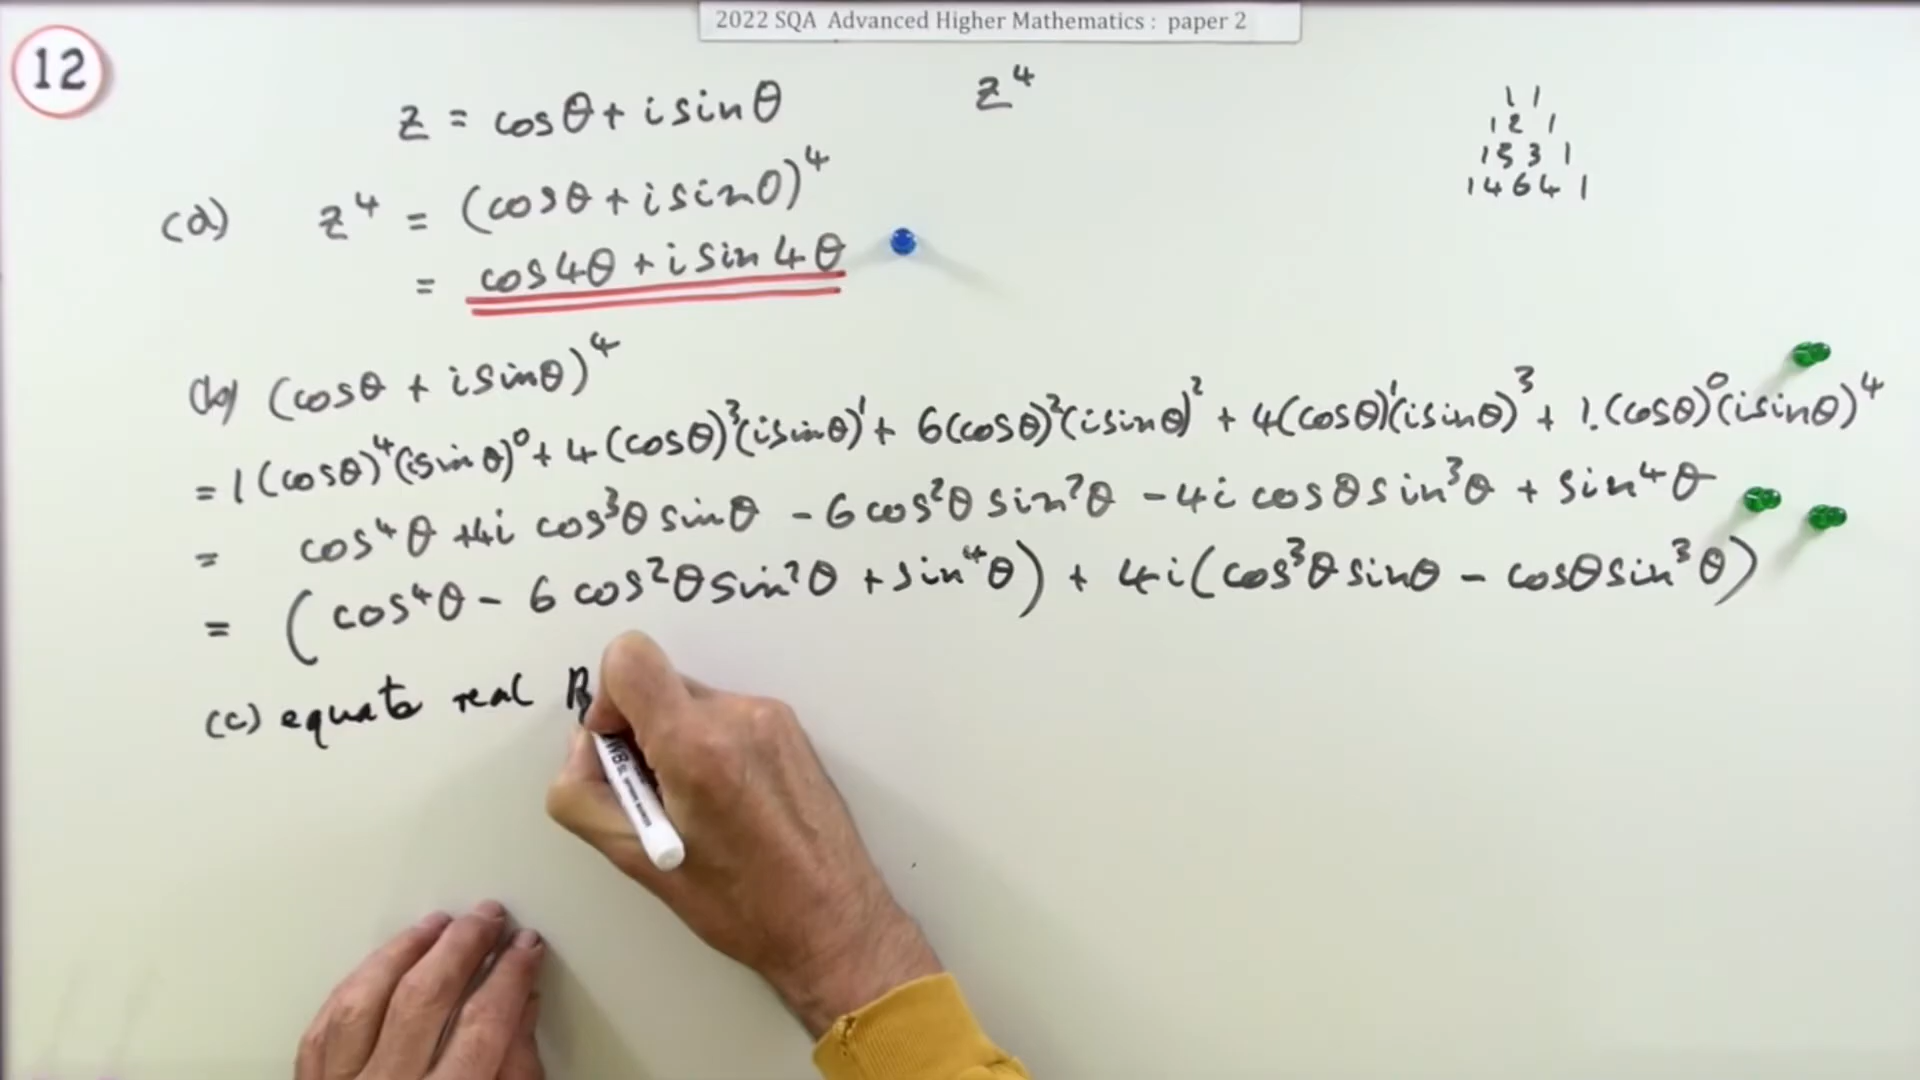 2022 SQA Advanced Higher Mathematics : paper 2
12
z = cosθ + i sinθ
z⁴
1 1
1 2 1
1 3 3 1
1 4 6 4 1
(a) z⁴ = (cosθ + i sinθ)⁴
= cos4θ + i sin4θ
(b) (cosθ + i sinθ)⁴
= 1(cosθ)⁴(i sinθ)⁰ + 4(cosθ)³(i sinθ)¹ + 6(cosθ)²(i sinθ)² + 4(cosθ)¹(i sinθ)³ + 1.(cosθ)⁰(i sinθ)⁴
= cos⁴θ + 4i cos³θ sinθ - 6cos²θ sin²θ - 4i cosθ sin³θ + sin⁴θ
= (cos⁴θ - 6cos²θ sin²θ + sin⁴θ) + 4i(cos³θ sinθ - cosθ sin³θ)
(c) equate real